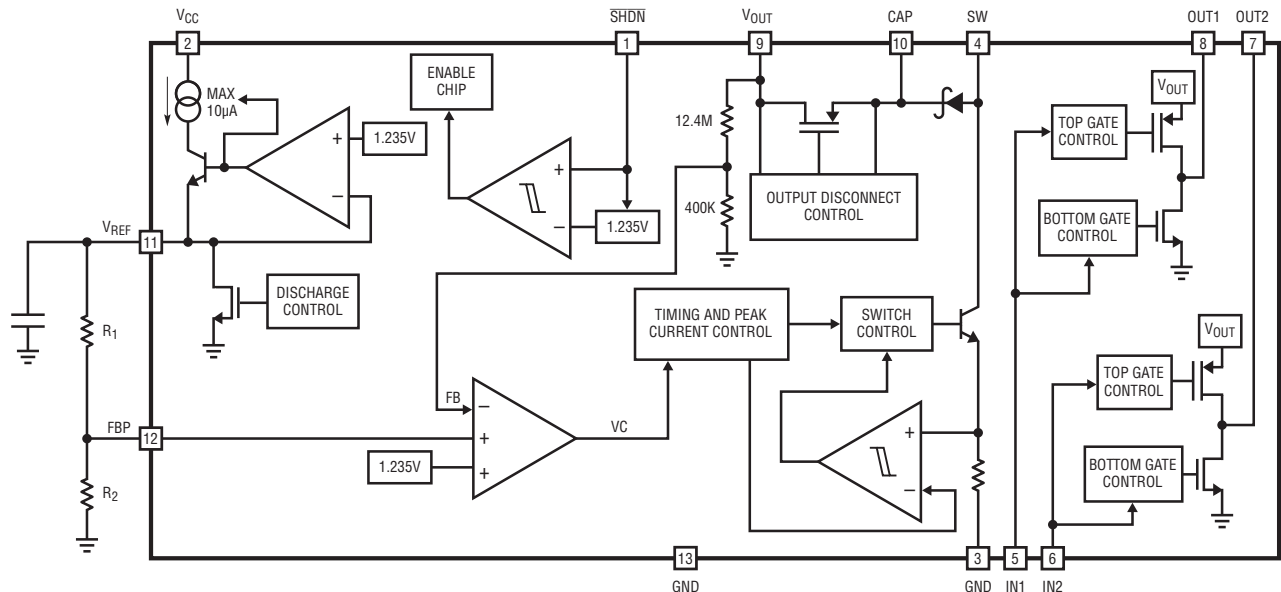 VCC
SHDN
VOUT
CAP
SW
OUT1
OUT2
2
1
9
10
4
8
7
MAX
10µA
ENABLE
CHIP
+
1.235V
−
12.4M
400K
+
−
1.235V
OUTPUT DISCONNECT
CONTROL
VOUT
TOP GATE
CONTROL
BOTTOM GATE
CONTROL
VREF
11
DISCHARGE
CONTROL
R1
TIMING AND PEAK
CURRENT CONTROL
SWITCH
CONTROL
VOUT
TOP GATE
CONTROL
BOTTOM GATE
CONTROL
FB
−
+
+
VC
FBP
12
1.235V
+
−
R2
13
GND
3
GND
5
IN1
6
IN2